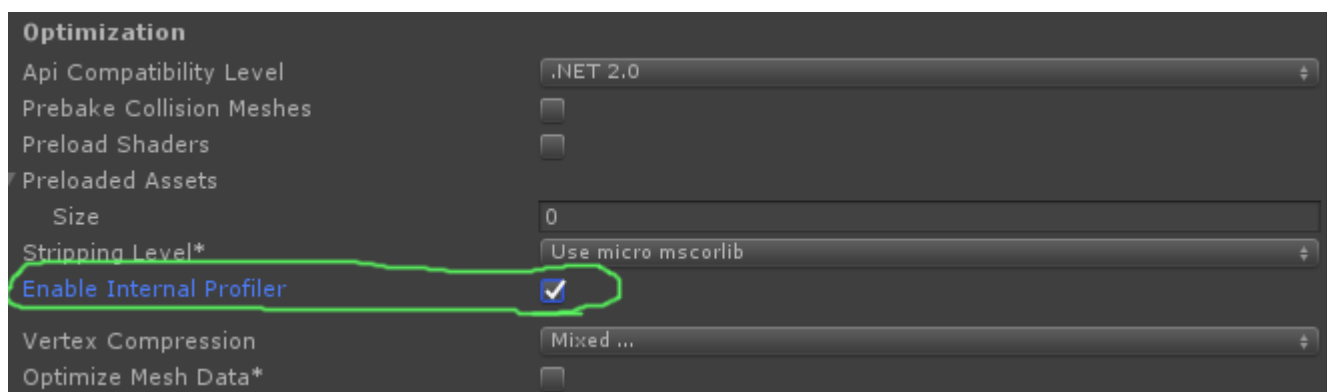 Optimization
Api Compatibility Level .NET 2.0
Prebake Collision Meshes
Preload Shaders
Preloaded Assets
Size 0
Stripping Level* Use micro mscorlib
Enable Internal Profiler
Vertex Compression Mixed ...
Optimize Mesh Data*